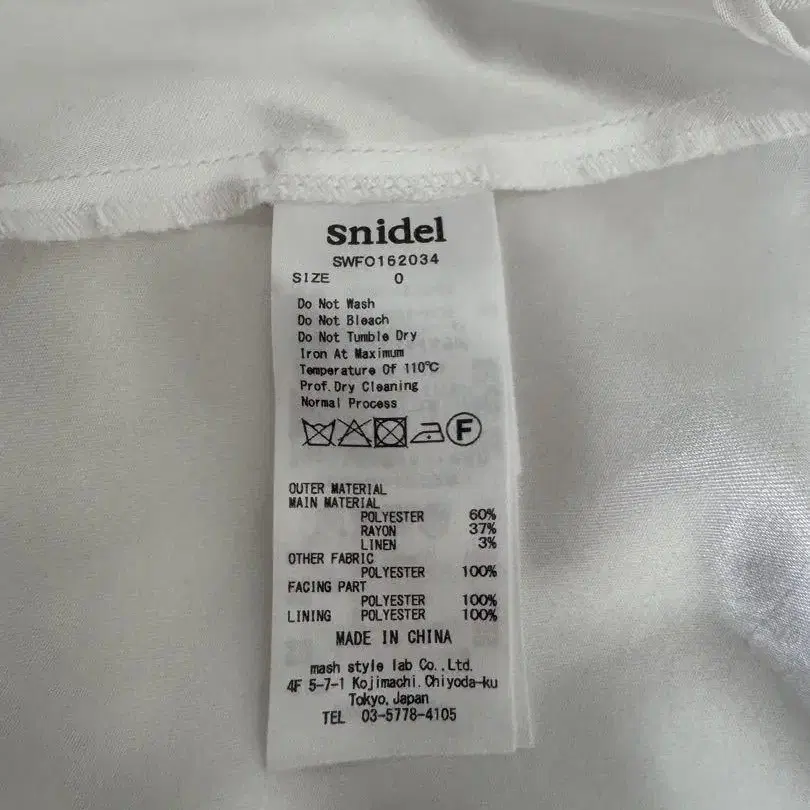 snidel
SWFO162034
SIZE 0
Do Not Wash
Do Not Bleach
Do Not Tumble Dry
Iron At Maximum
Temperature Of 110℃
Prof.Dry Cleaning
Normal Process
F
OUTER MATERIAL
MAIN MATERIAL
POLYESTER 60%
RAYON 37%
LINEN 3%
OTHER FABRIC
POLYESTER 100%
FACING PART
POLYESTER 100%
LINING POLYESTER 100%
MADE IN CHINA
mash style lab Co.,Ltd.
4F 5-7-1 Kojimachi.Chiyoda-ku
Tokyo,Japan
TEL 03-5778-4105